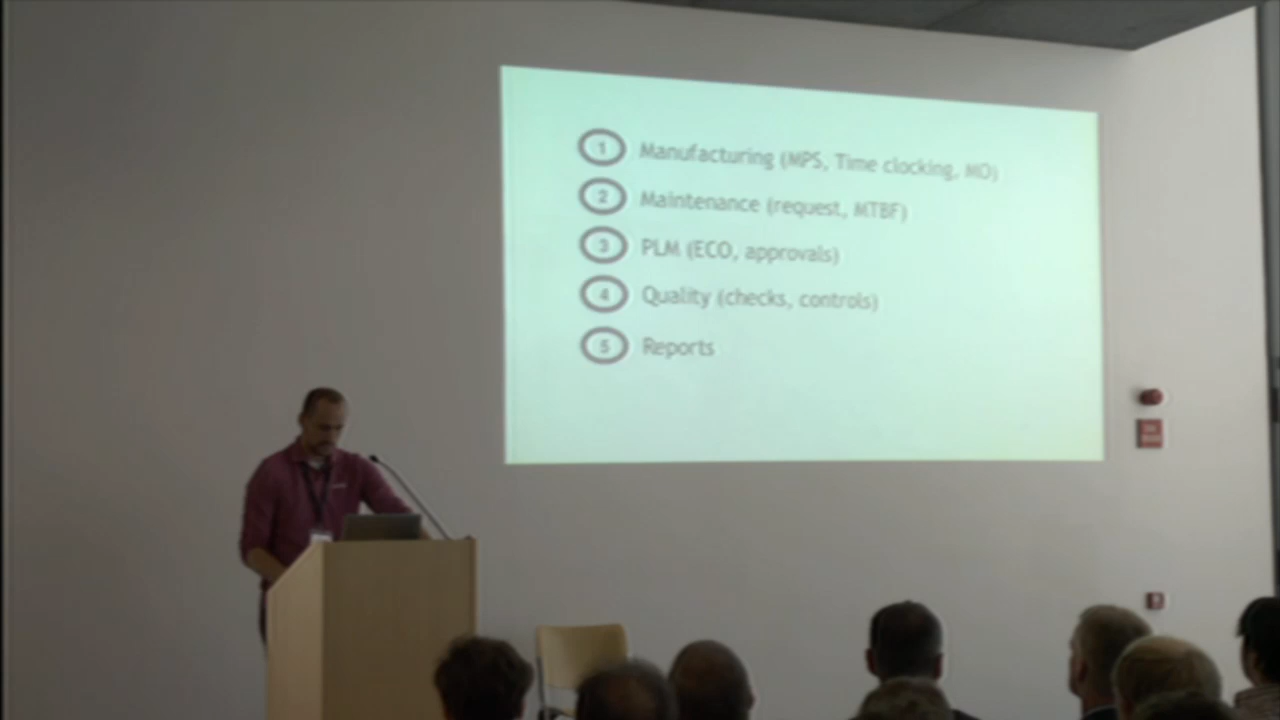 1 Manufacturing (MPS, Time clocking, MO)
2 Maintenance (request, MTBF)
3 PLM (ECO, approvals)
4 Quality (checks, controls)
5 Reports